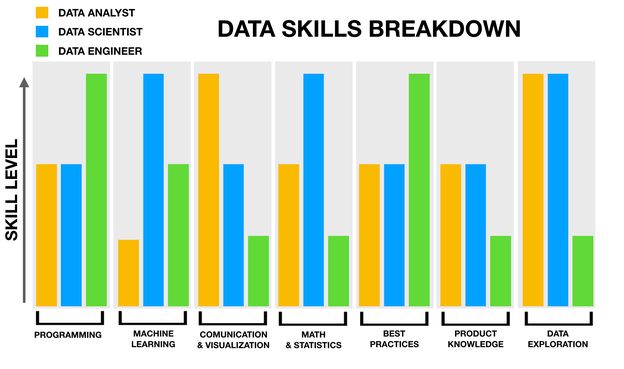 DATA ANALYST
DATA SCIENTIST
DATA ENGINEER
DATA SKILLS BREAKDOWN
SKILL LEVEL
PROGRAMMING
MACHINE
LEARNING
COMUNICATION
& VISUALIZATION
MATH
& STATISTICS
BEST
PRACTICES
PRODUCT
KNOWLEDGE
DATA
EXPLORATION